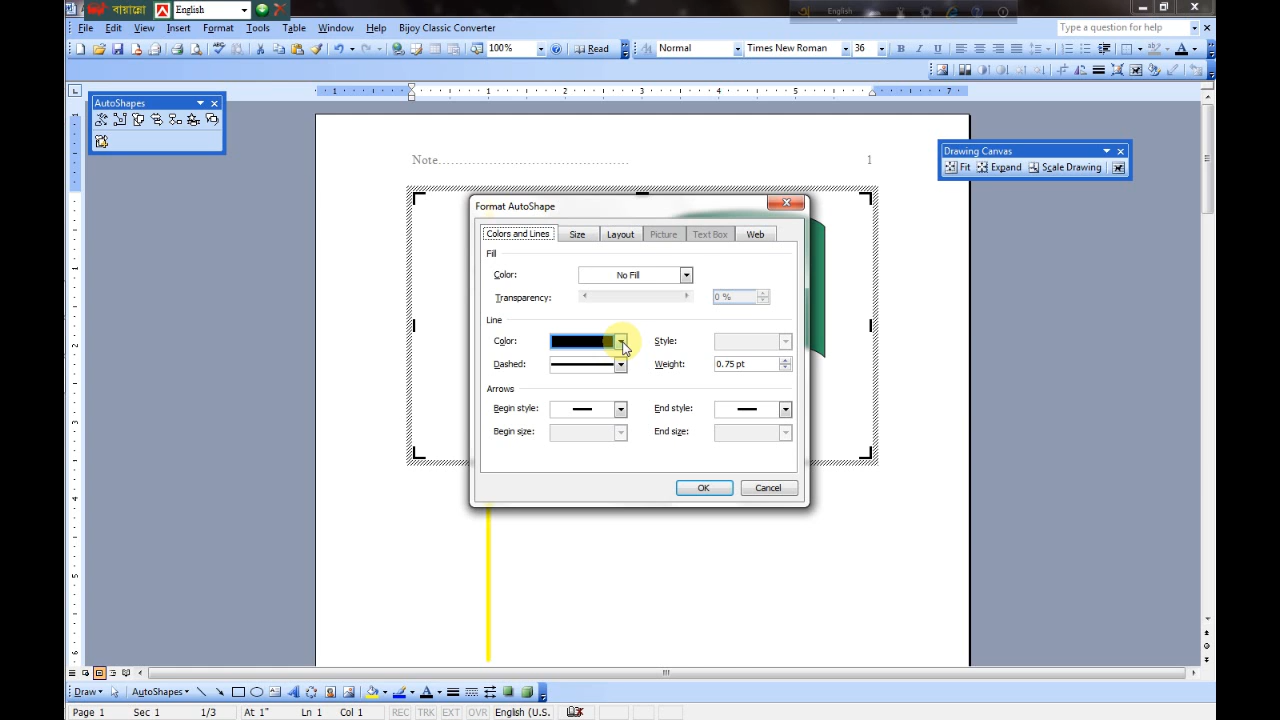 বায়ান্নো
English
English
File Edit View Insert Format Tools Table Window Help Bijoy Classic Converter
Type a question for help
100% Read Normal Times New Roman 36 B I U
AutoShapes
Note
1
Drawing Canvas
Fit Expand Scale Drawing
Format AutoShape
Colors and Lines Size Layout Picture Text Box Web
Fill
Color: No Fill
Transparency: 0 %
Line
Color: Style:
Dashed: Weight: 0.75 pt
Arrows
Begin style: End style:
Begin size: End size:
OK Cancel
Draw AutoShapes
Page 1 Sec 1 1/3 At 1" Ln 1 Col 1 REC TRK EXT OVR English (U.S.